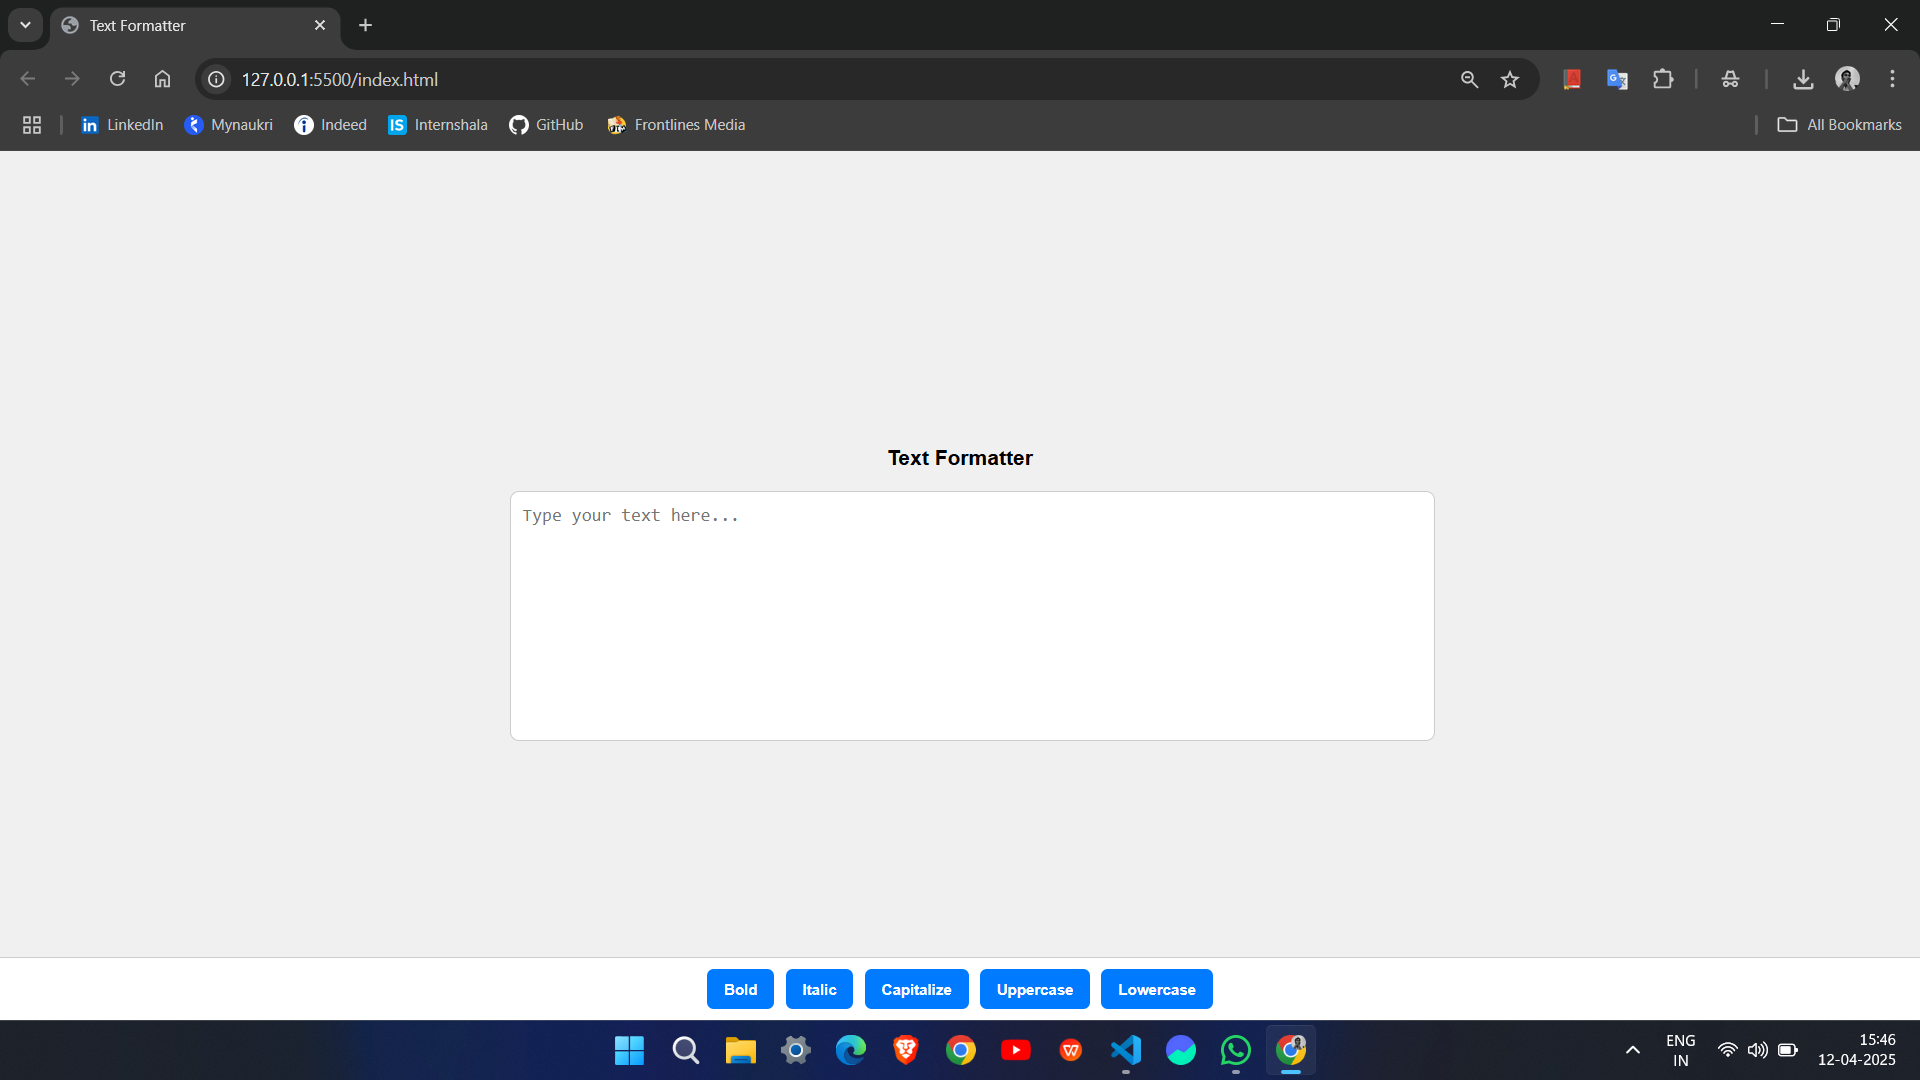 Text Formatter
127.0.0.1:5500/index.html
LinkedIn
Mynaukri
Indeed
IS Internshala
GitHub
Frontlines Media
All Bookmarks
Text Formatter
Type your text here...
Bold
Italic
Capitalize
Uppercase
Lowercase
ENG
IN
15:46
12-04-2025